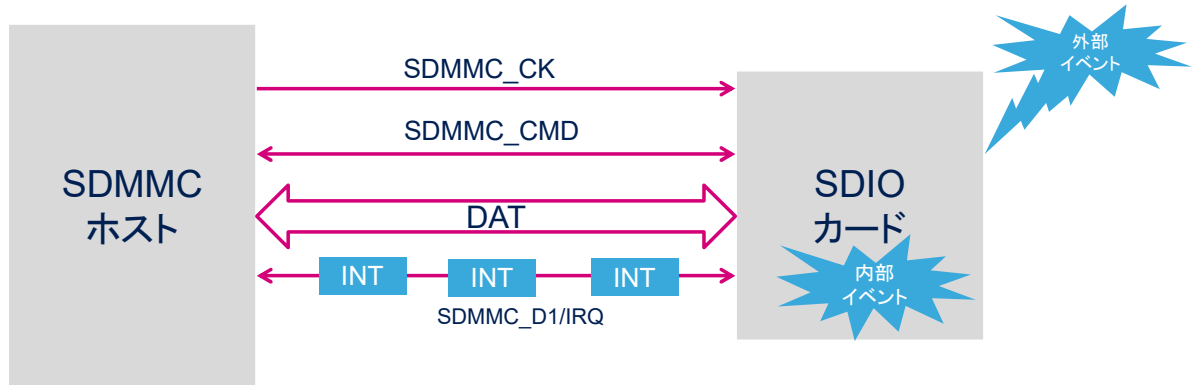 SDMMC
ホスト
SDMMC_CK
SDMMC_CMD
DAT
INT
INT
INT
SDMMC_D1/IRQ
SDIO
カード
内部
イベント
外部
イベント